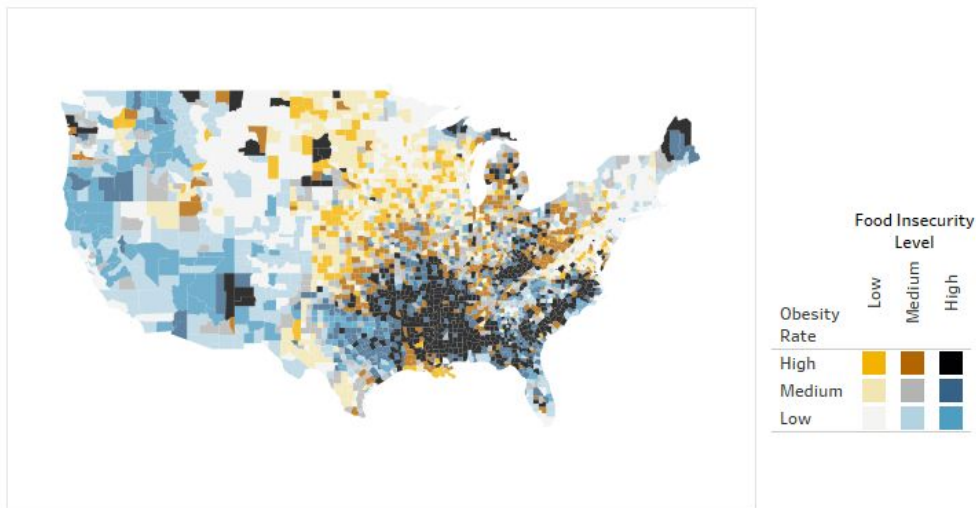 Food Insecurity
Level
Low
Medium
High
Obesity
Rate
High
Medium
Low